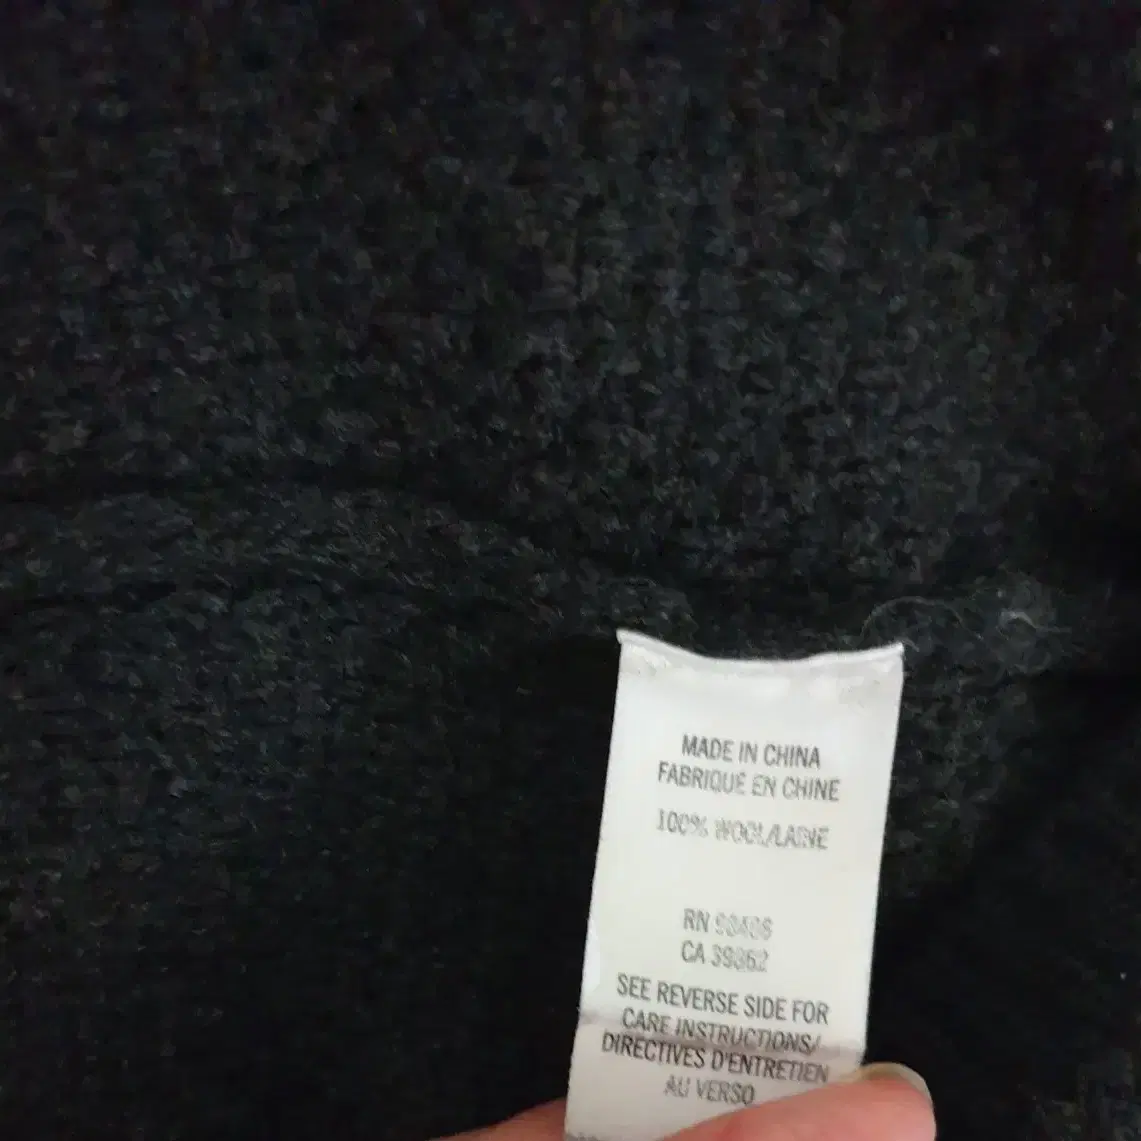 MADE IN CHINA
FABRIQUE EN CHINE
100% WOOL/LAINE
RN
CA
SEE REVERSE SIDE FOR
CARE INSTRUCTIONS/
DIRECTIVES D'ENTRETIEN
AU VERSO